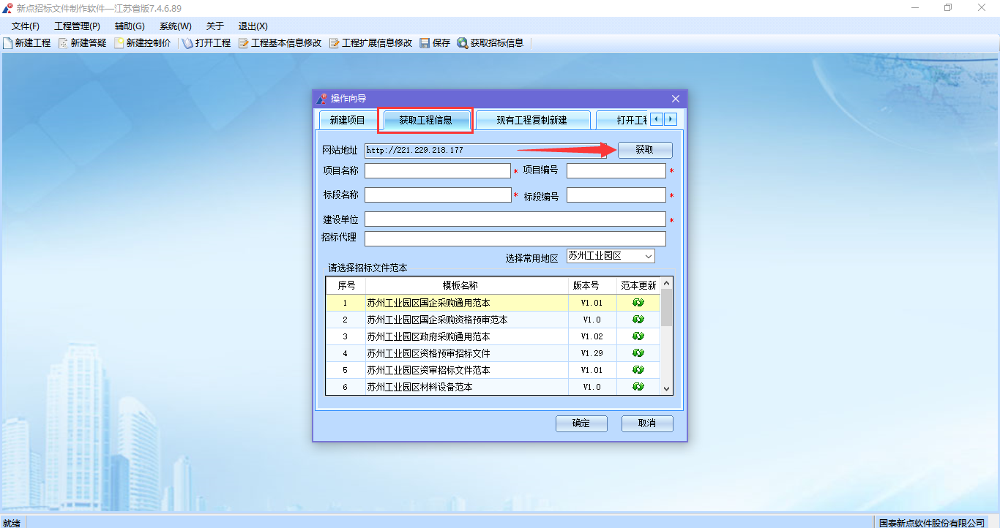 新点招标文件制作软件—江苏省版7.4.6.89
文件(F) 工程管理(P) 辅助(G) 系统(W) 关于 退出(X)
新建工程 新建答疑 新建控制价 打开工程 工程基本信息修改 工程扩展信息修改 保存 获取招标信息
操作向导
新建项目 获取工程信息 现有工程复制新建 打开工程
网站地址 http://221.229.218.177 获取
项目名称 * 项目编号 *
标段名称 * 标段编号 *
建设单位 *
招标代理
选择常用地区 苏州工业园区
请选择招标文件范本
序号 模板名称 版本号 范本更新
1 苏州工业园区国企采购通用范本 V1.01
2 苏州工业园区国企采购资格预审范本 V1.0
3 苏州工业园区政府采购通用范本 V1.02
4 苏州工业园区资格预审招标文件 V1.29
5 苏州工业园区资审招标文件范本 V1.01
6 苏州工业园区材料设备范本 V1.0
确定 取消
就绪 国泰新点软件股份有限公司